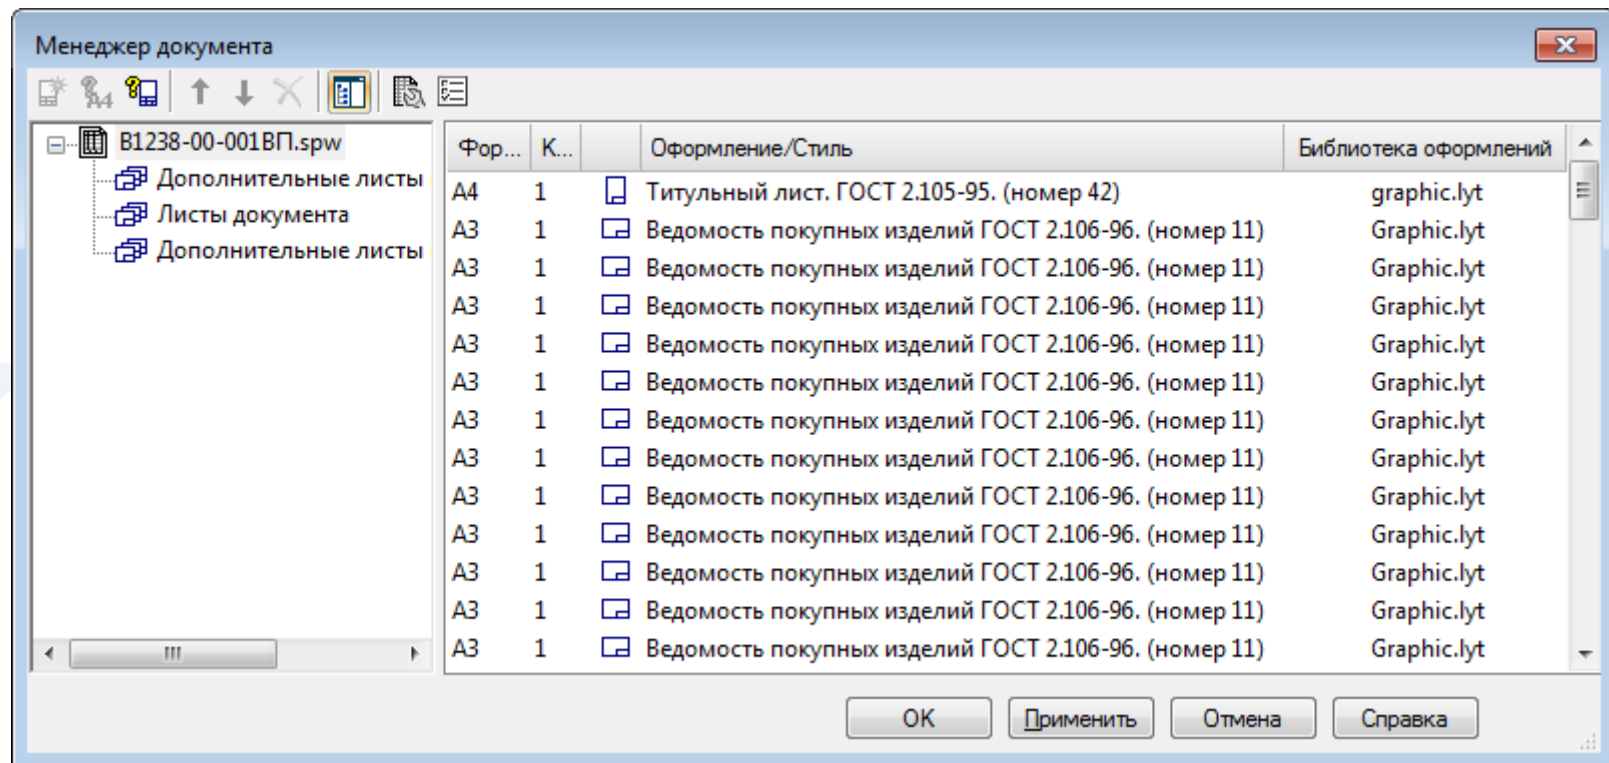 Менеджер документа
В1238-00-001ВП.spw
Дополнительные листы
Листы документа
Дополнительные листы
Фор... К... Оформление/Стиль Библиотека оформлений
А4 1 Титульный лист. ГОСТ 2.105-95. (номер 42) graphic.lyt
А3 1 Ведомость покупных изделий ГОСТ 2.106-96. (номер 11) Graphic.lyt
А3 1 Ведомость покупных изделий ГОСТ 2.106-96. (номер 11) Graphic.lyt
А3 1 Ведомость покупных изделий ГОСТ 2.106-96. (номер 11) Graphic.lyt
А3 1 Ведомость покупных изделий ГОСТ 2.106-96. (номер 11) Graphic.lyt
А3 1 Ведомость покупных изделий ГОСТ 2.106-96. (номер 11) Graphic.lyt
А3 1 Ведомость покупных изделий ГОСТ 2.106-96. (номер 11) Graphic.lyt
А3 1 Ведомость покупных изделий ГОСТ 2.106-96. (номер 11) Graphic.lyt
А3 1 Ведомость покупных изделий ГОСТ 2.106-96. (номер 11) Graphic.lyt
А3 1 Ведомость покупных изделий ГОСТ 2.106-96. (номер 11) Graphic.lyt
А3 1 Ведомость покупных изделий ГОСТ 2.106-96. (номер 11) Graphic.lyt
А3 1 Ведомость покупных изделий ГОСТ 2.106-96. (номер 11) Graphic.lyt
А3 1 Ведомость покупных изделий ГОСТ 2.106-96. (номер 11) Graphic.lyt
ОК Применить Отмена Справка